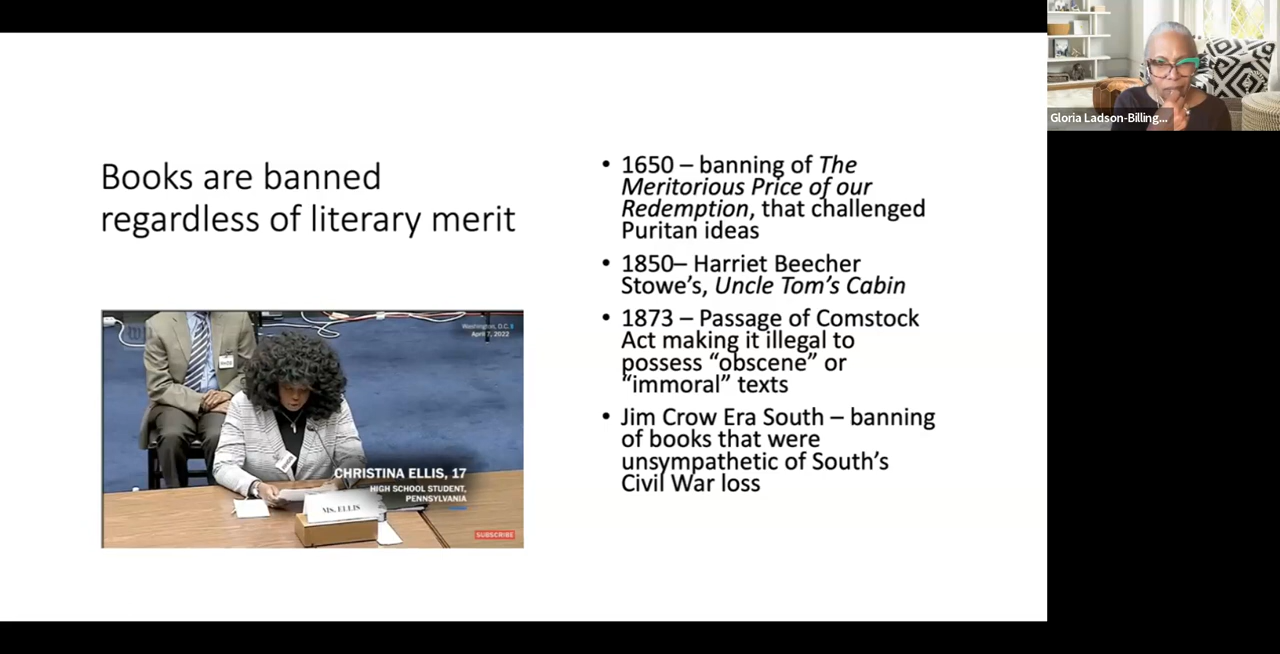 Gloria Ladson-Billing...
Books are banned
regardless of literary merit
Washington, D.C.
April 7, 2022
CHRISTINA ELLIS, 17
HIGH SCHOOL STUDENT,
PENNSYLVANIA
MS. ELLIS
SUBSCRIBE
• 1650 – banning of The
Meritorious Price of our
Redemption, that challenged
Puritan ideas
• 1850– Harriet Beecher
Stowe’s, Uncle Tom’s Cabin
• 1873 – Passage of Comstock
Act making it illegal to
possess “obscene” or
“immoral” texts
• Jim Crow Era South – banning
of books that were
unsympathetic of South’s
Civil War loss